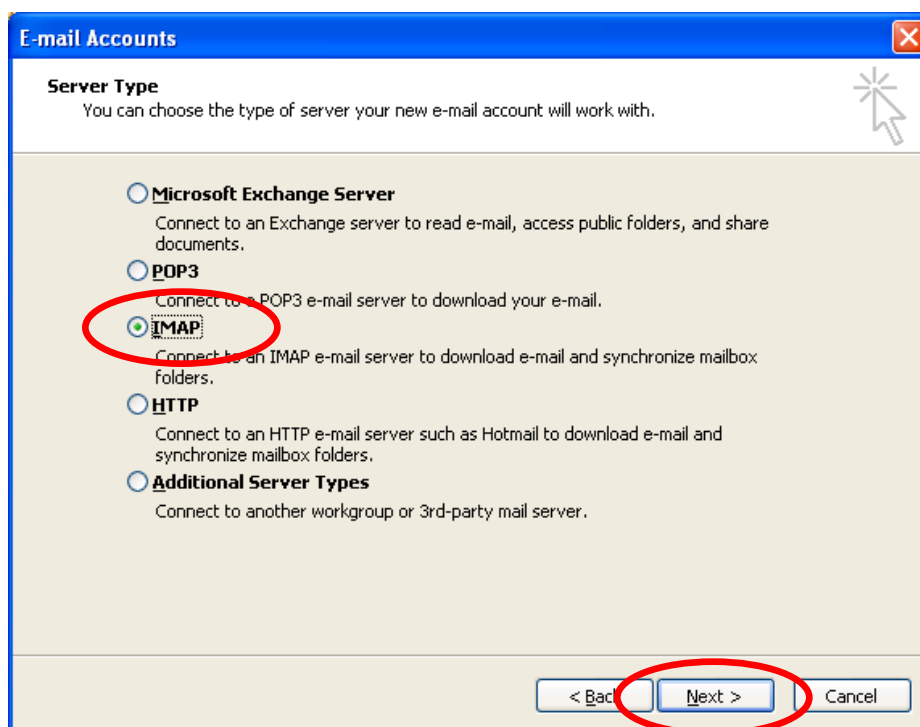 E-mail Accounts
Server Type
You can choose the type of server your new e-mail account will work with.
Microsoft Exchange Server
Connect to an Exchange server to read e-mail, access public folders, and share
documents.
POP3
Connect to a POP3 e-mail server to download your e-mail.
IMAP
Connect to an IMAP e-mail server to download e-mail and synchronize mailbox
folders.
HTTP
Connect to an HTTP e-mail server such as Hotmail to download e-mail and
synchronize mailbox folders.
Additional Server Types
Connect to another workgroup or 3rd-party mail server.
< Back Next > Cancel